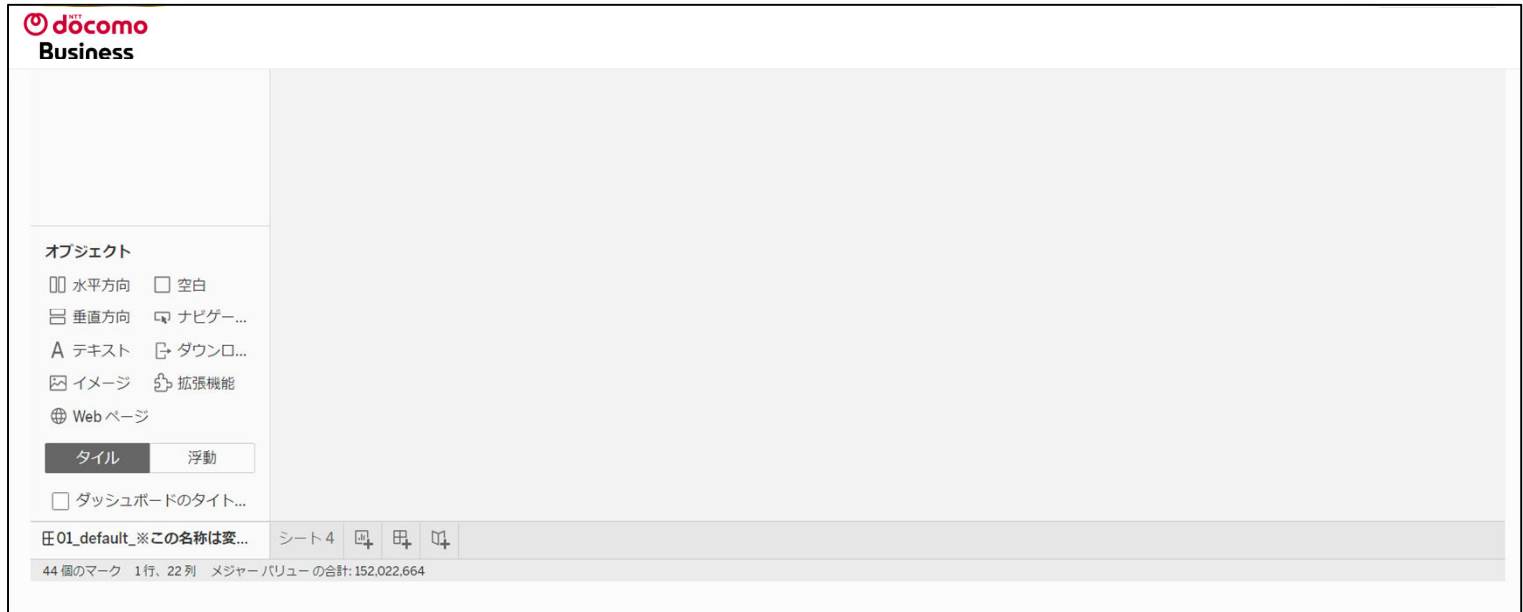 NTT
döcomo
Business
オブジェクト
水平方向 空白
垂直方向 ナビゲー...
A テキスト ダウンロ...
イメージ 拡張機能
Web ページ
タイル 浮動
ダッシュボードのタイト...
01_default_※この名称は変... シート 4
44 個のマーク 1行、22 列 メジャー バリュー の合計: 152,022,664